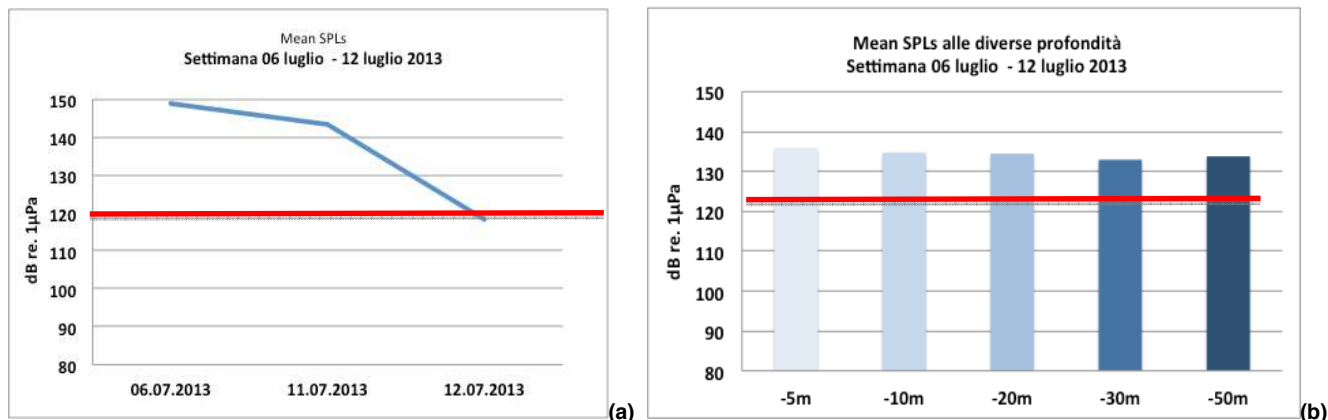 Mean SPLs
Settimana 06 luglio - 12 luglio 2013
dB re. 1µPa
150
140
130
120
110
100
90
80
06.07.2013 11.07.2013 12.07.2013
(a)
Mean SPLs alle diverse profondità
Settimana 06 luglio - 12 luglio 2013
dB re. 1µPa
150
140
130
120
110
100
90
80
-5m -10m -20m -30m -50m
(b)